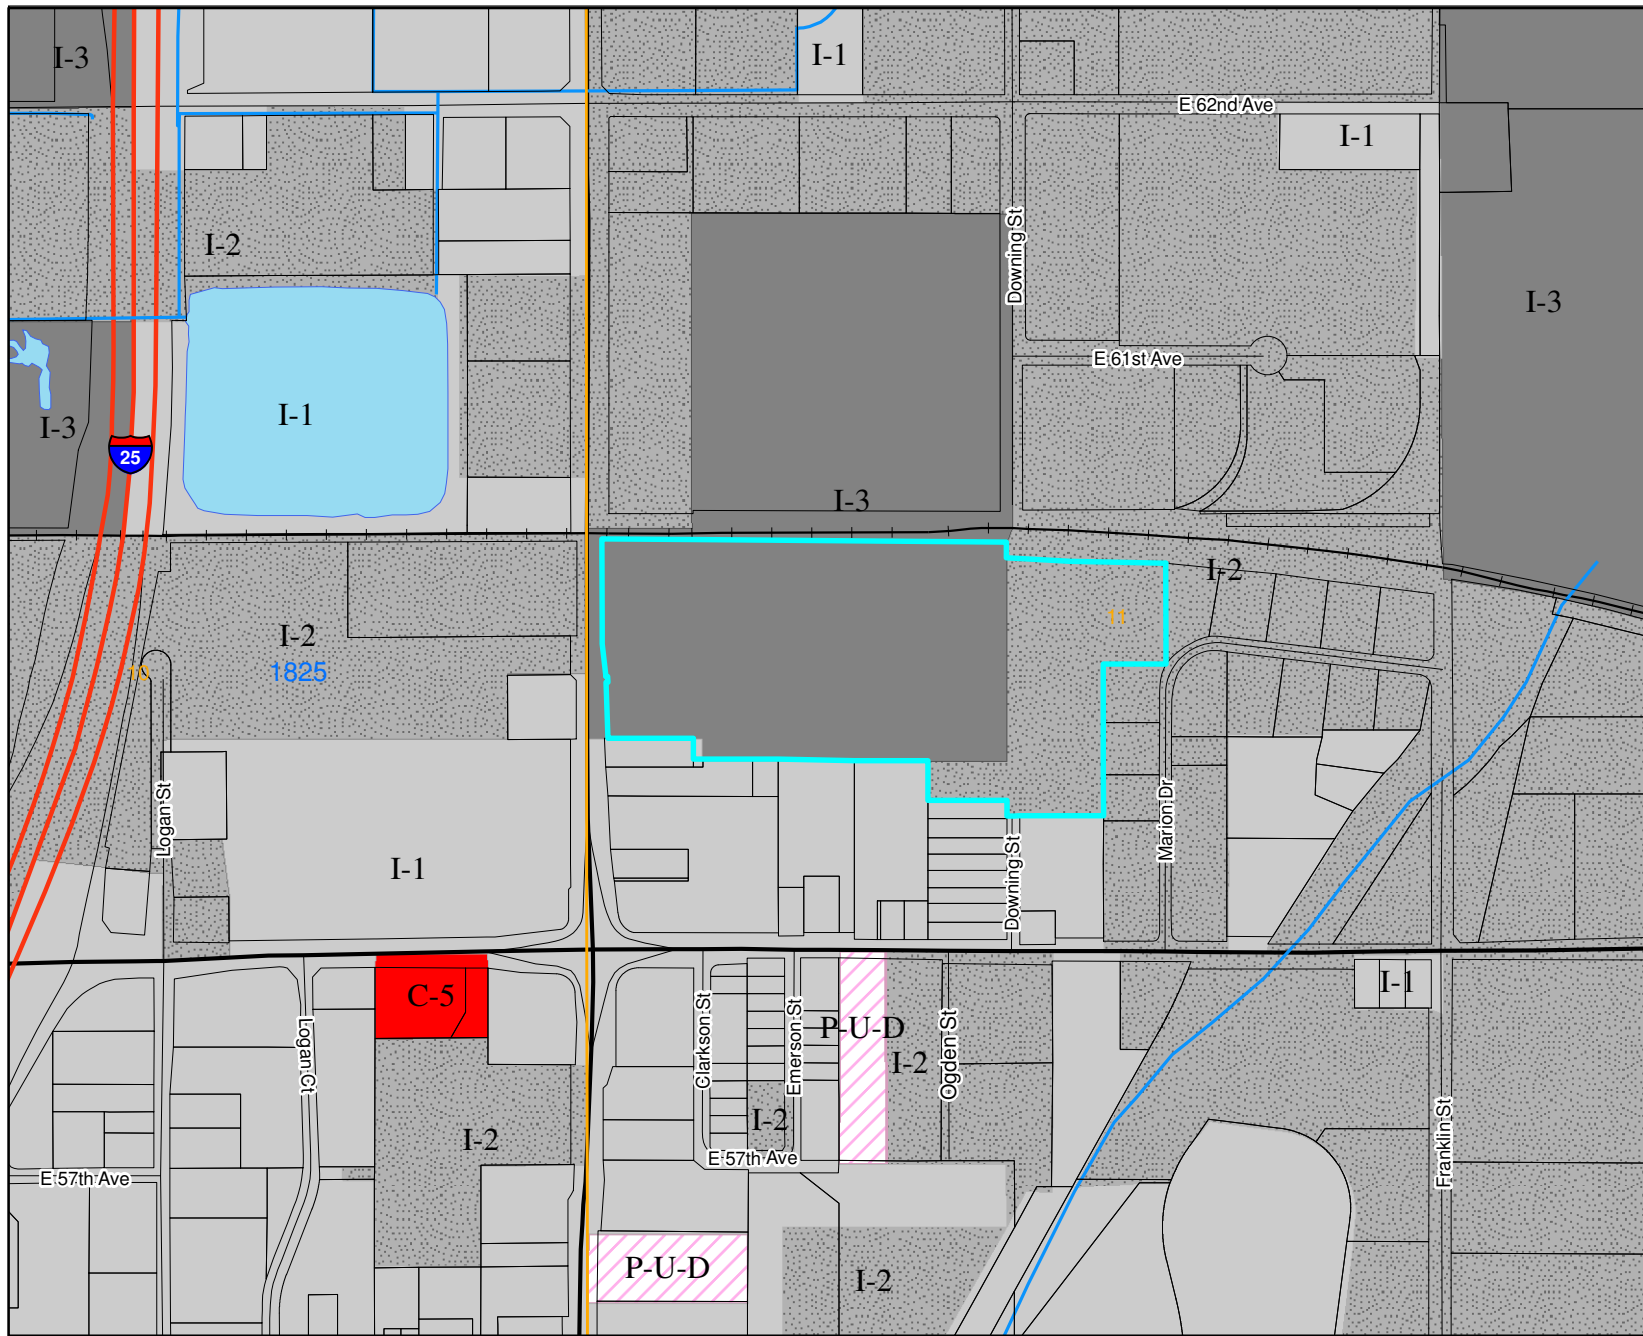 I-3
I-1
E 62nd Ave
I-1
I-2
Downing St
I-3
E 61st Ave
I-1
I-3
25
I-3
I-2
I-2
11
1825
10
Logan St
I-1
Marion Dr
Downing St
C-5
I-1
P-U-D
I-2
Logan Ct
Clarkson St
Emerson St
Ogden St
I-2
I-2
Franklin St
E 57th Ave
E 57th Ave
P-U-D
I-2